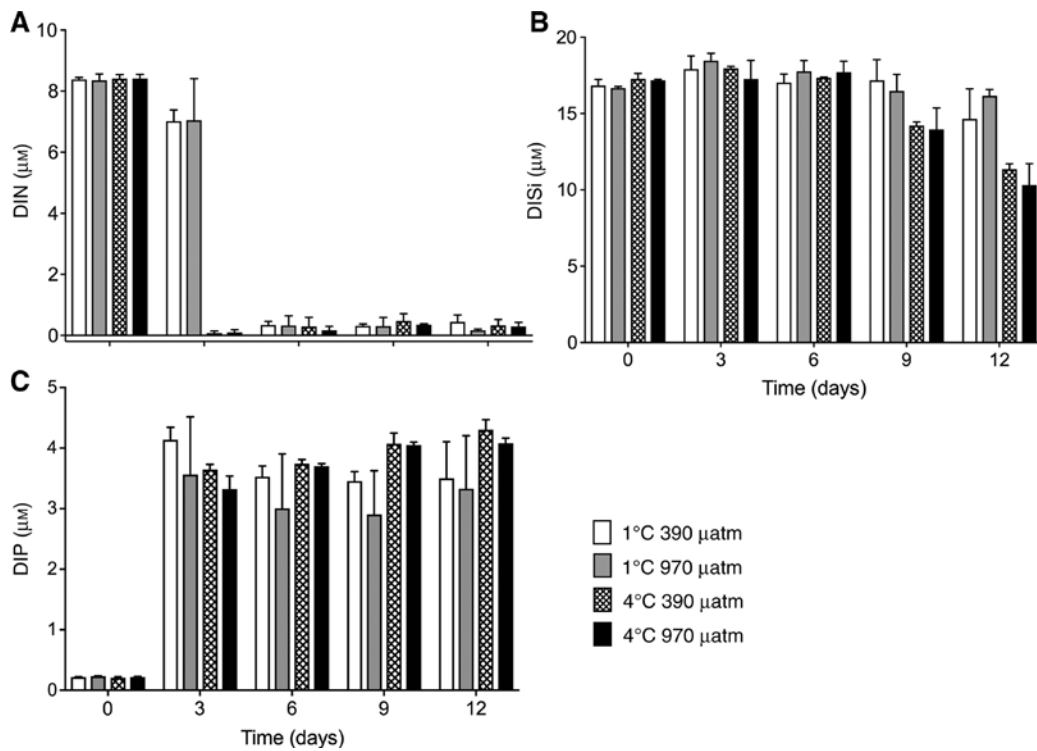 A
10
8
6
4
2
0
DIN (μM)
B
20
15
10
5
0
DISi (μM)
0 3 6 9 12
Time (days)
C
5
4
3
2
1
0
DIP (μM)
0 3 6 9 12
Time (days)
1°C 390 μatm
1°C 970 μatm
4°C 390 μatm
4°C 970 μatm